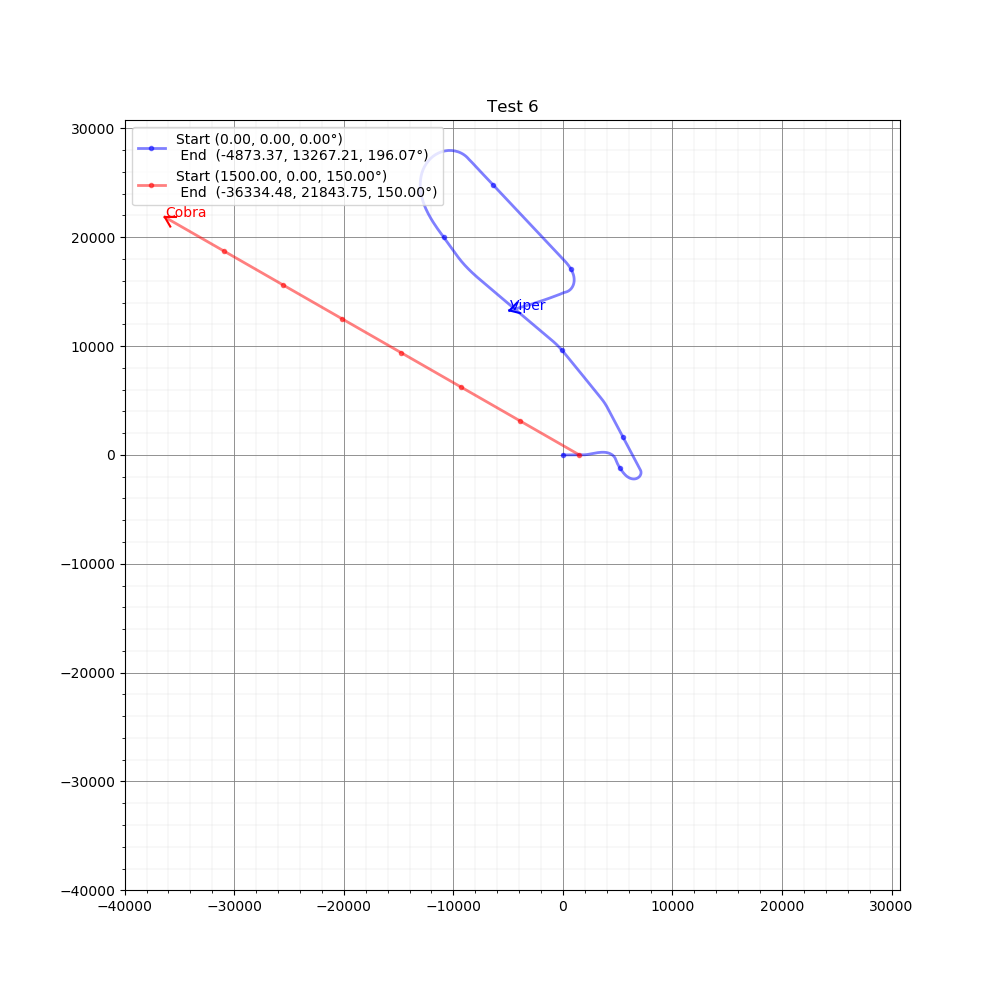 Test 6
Start (0.00, 0.00, 0.00°)
End (-4873.37, 13267.21, 196.07°)
Start (1500.00, 0.00, 150.00°)
End (-36334.48, 21843.75, 150.00°)
Cobra
Viper
30000
20000
10000
0
−10000
−20000
−30000
−40000
−40000 −30000 −20000 −10000 0 10000 20000 30000